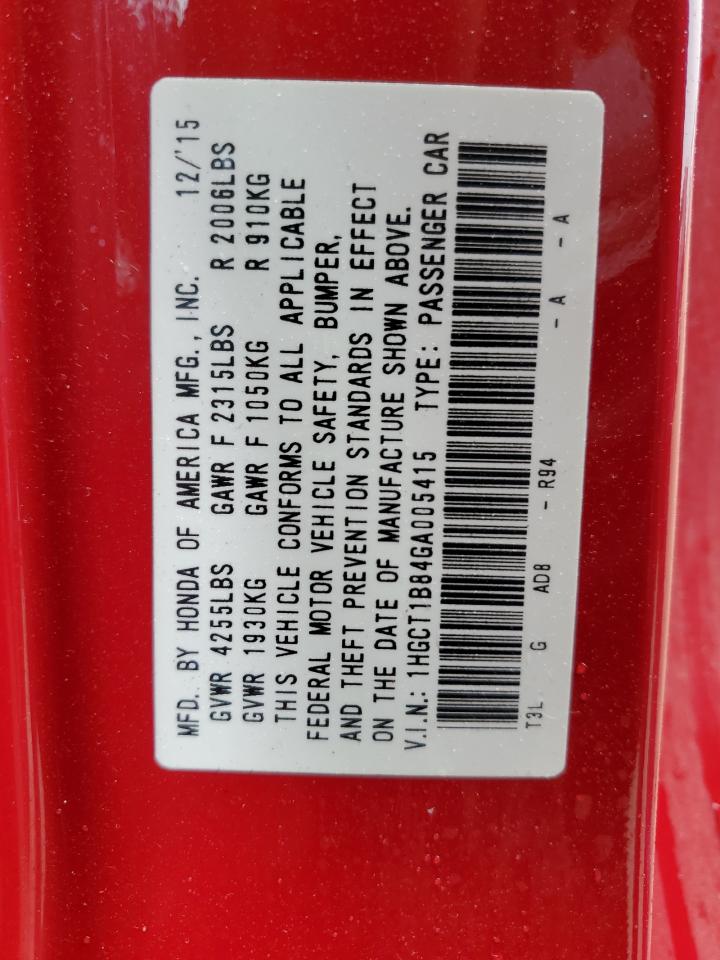 MFD. BY HONDA OF AMERICA MFG., INC. 12/'15
GVWR 4255LBS GAWR F 2315LBS R 2006LBS
GVWR 1930KG GAWR F 1050KG R 910KG
THIS VEHICLE CONFORMS TO ALL APPLICABLE
FEDERAL MOTOR VEHICLE SAFETY, BUMPER,
AND THEFT PREVENTION STANDARDS IN EFFECT
ON THE DATE OF MANUFACTURE SHOWN ABOVE.
V.I.N.: 1HGCT1B84GA005415 TYPE: PASSENGER CAR
T3L G AD8 - R94 - A - A